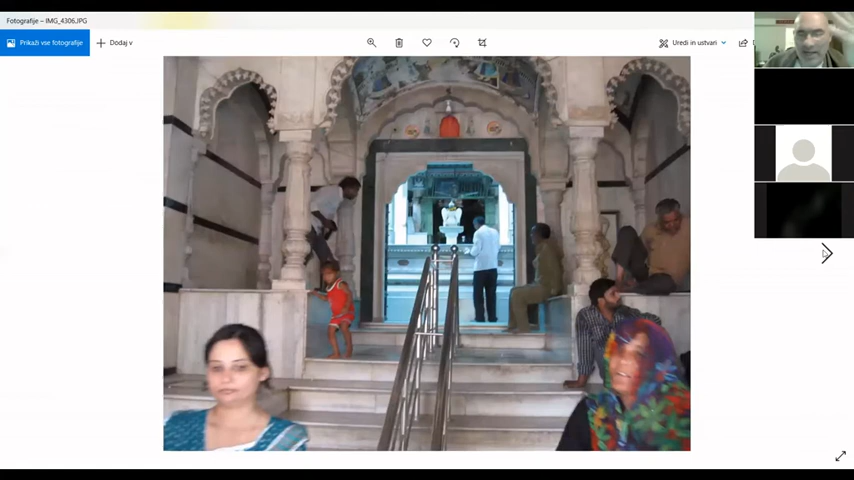 Fotografije – IMG_4306.JPG
Prikaži vse fotografije
Dodaj v
Uredi in ustvari